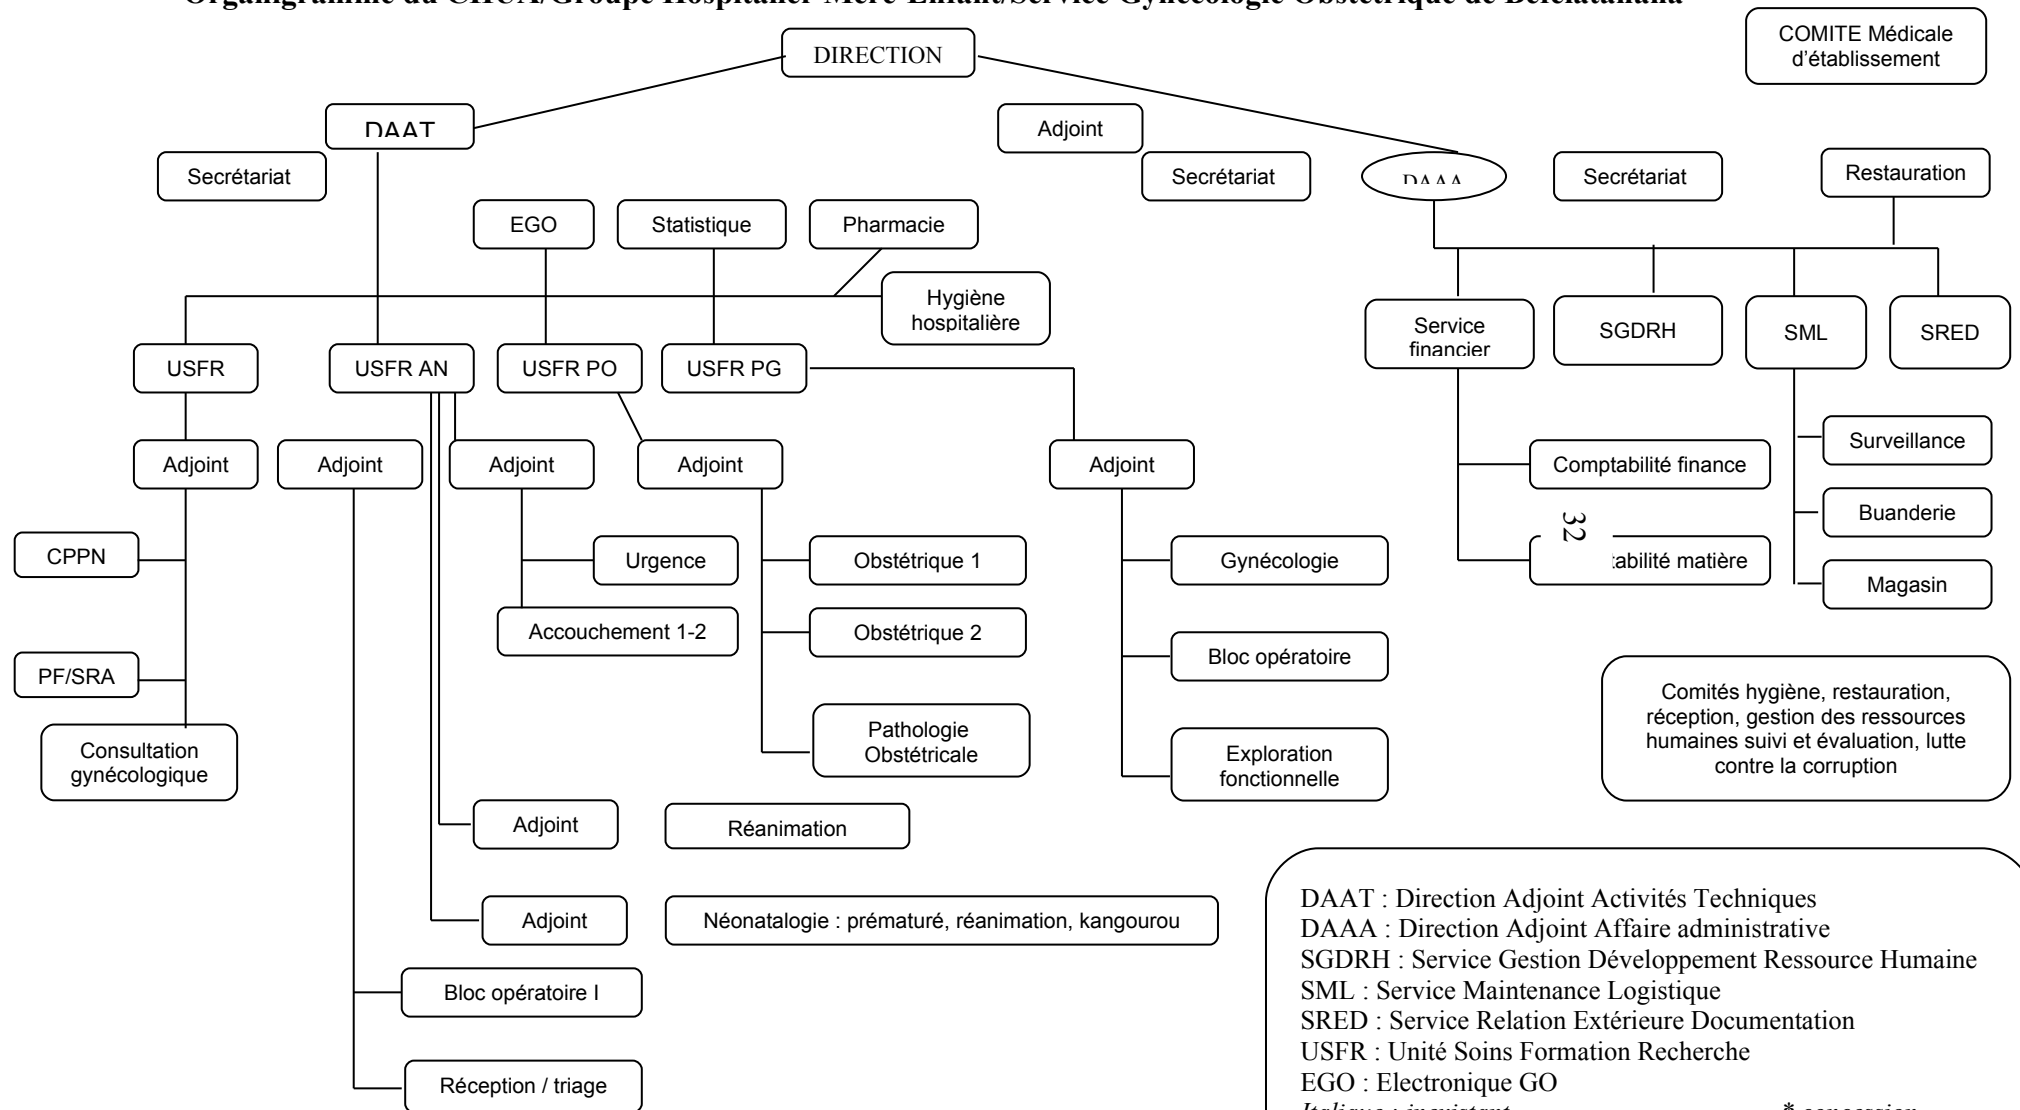 Organigramme du CHUA/Groupe Hospitalier Mère Enfant/Service Gynécologie Obstétrique de Befelatanana
COMITE Médicale
d'établissement
DIRECTION
DAAT
Adjoint
Secrétariat
Secrétariat
DAAA
Secrétariat
Restauration
EGO
Statistique
Pharmacie
Hygiène
hospitalière
Service
financier
SGDRH
SML
SRED
USFR
USFR AN
USFR PO
USFR PG
Adjoint
Adjoint
Adjoint
Adjoint
Adjoint
Surveillance
Comptabilité finance
Buanderie
32
tabilité matière
Magasin
CPPN
Urgence
Obstétrique 1
Gynécologie
Accouchement 1-2
Obstétrique 2
Bloc opératoire
PF/SRA
Consultation
gynécologique
Pathologie
Obstétricale
Exploration
fonctionnelle
Comités hygiène, restauration,
réception, gestion des ressources
humaines suivi et évaluation, lutte
contre la corruption
Adjoint
Réanimation
Adjoint
Néonatalogie : prématuré, réanimation, kangourou
Bloc opératoire I
Réception / triage
DAAT : Direction Adjoint Activités Techniques
DAAA : Direction Adjoint Affaire administrative
SGDRH : Service Gestion Développement Ressource Humaine
SML : Service Maintenance Logistique
SRED : Service Relation Extérieure Documentation
USFR : Unité Soins Formation Recherche
EGO : Electronique GO
Italique : inexistant * concession